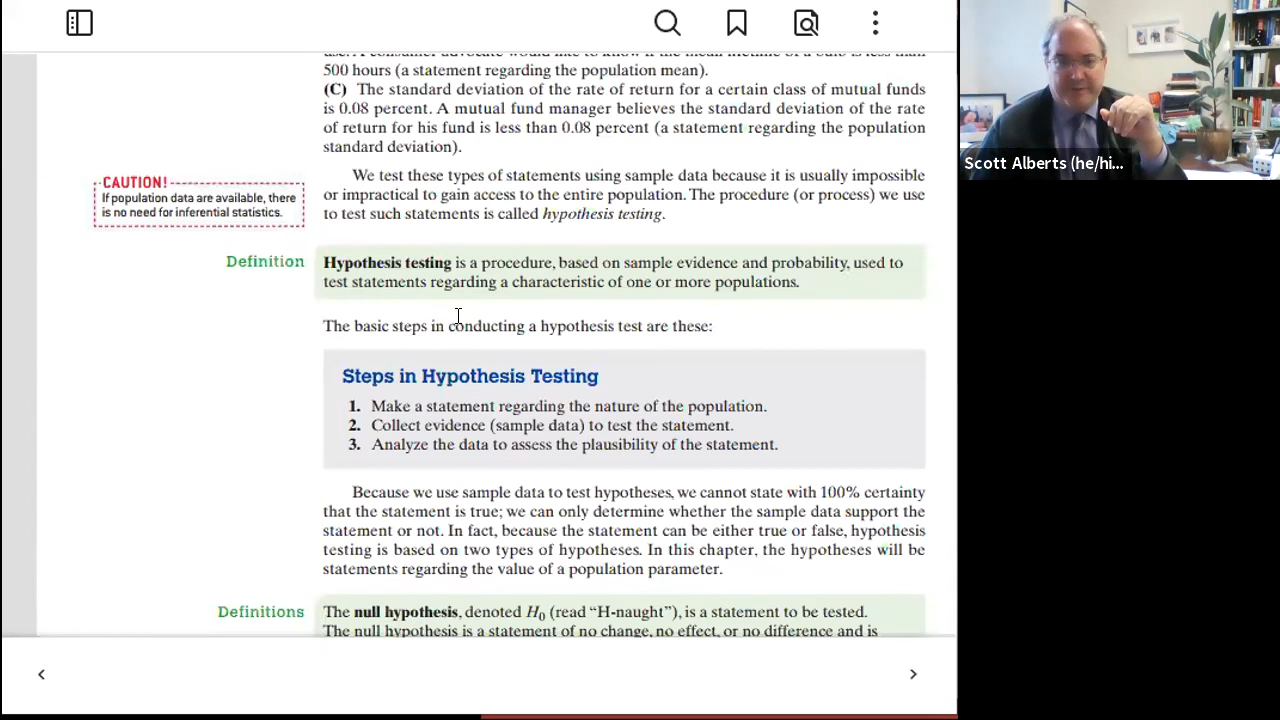 500 hours (a statement regarding the population mean).
(C) The standard deviation of the rate of return for a certain class of mutual funds
is 0.08 percent. A mutual fund manager believes the standard deviation of the rate
of return for his fund is less than 0.08 percent (a statement regarding the population
standard deviation).
We test these types of statements using sample data because it is usually impossible
or impractical to gain access to the entire population. The procedure (or process) we use
to test such statements is called hypothesis testing.
CAUTION!
If population data are available, there
is no need for inferential statistics.
Definition
Hypothesis testing is a procedure, based on sample evidence and probability, used to
test statements regarding a characteristic of one or more populations.
The basic steps in conducting a hypothesis test are these:
Steps in Hypothesis Testing
1. Make a statement regarding the nature of the population.
2. Collect evidence (sample data) to test the statement.
3. Analyze the data to assess the plausibility of the statement.
Because we use sample data to test hypotheses, we cannot state with 100% certainty
that the statement is true; we can only determine whether the sample data support the
statement or not. In fact, because the statement can be either true or false, hypothesis
testing is based on two types of hypotheses. In this chapter, the hypotheses will be
statements regarding the value of a population parameter.
Definitions
The null hypothesis, denoted H₀ (read “H-naught”), is a statement to be tested.
The null hypothesis is a statement of no change, no effect, or no difference and is
Scott Alberts (he/hi...